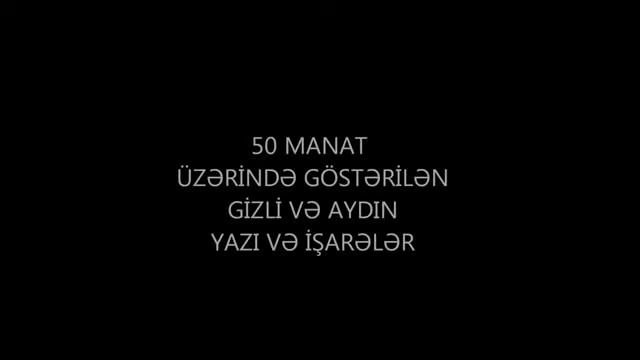 50 MANAT
ÜZƏRİNDƏ GÖSTƏRİLƏN
GİZLİ VƏ AYDIN
YAZI VƏ İŞARƏLƏR